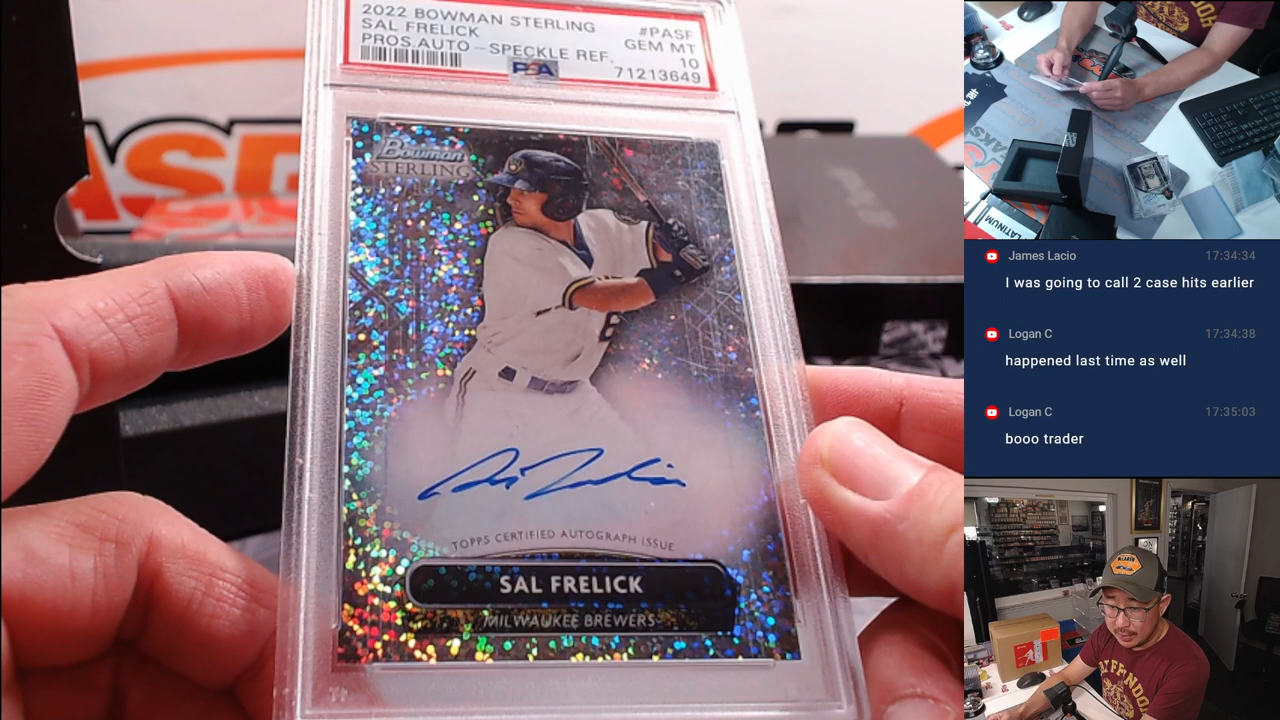 2022 BOWMAN STERLING #PASF
SAL FRELICK GEM MT
PROS.AUTO-SPECKLE REF. 10
PSA 71213649
Bowman
STERLING
TOPPS CERTIFIED AUTOGRAPH ISSUE
SAL FRELICK
MILWAUKEE BREWERS
PLATINUM
James Lacio 17:34:34
I was going to call 2 case hits earlier
Logan C 17:34:38
happened last time as well
Logan C 17:35:03
booo trader